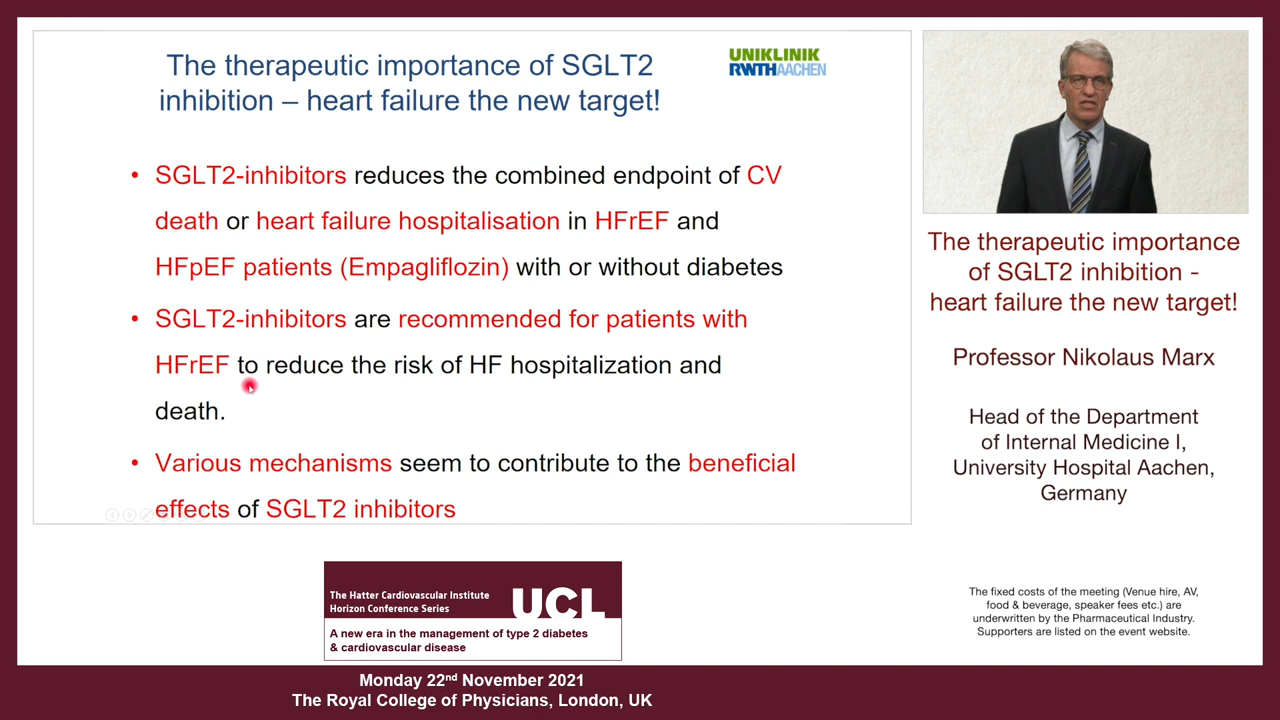 The therapeutic importance of SGLT2
inhibition – heart failure the new target!
UNIKLINIK
RWTHAACHEN
• SGLT2-inhibitors reduces the combined endpoint of CV
death or heart failure hospitalisation in HFrEF and
HFpEF patients (Empagliflozin) with or without diabetes
• SGLT2-inhibitors are recommended for patients with
HFrEF to reduce the risk of HF hospitalization and
death.
• Various mechanisms seem to contribute to the beneficial
effects of SGLT2 inhibitors
The therapeutic importance
of SGLT2 inhibition -
heart failure the new target!
Professor Nikolaus Marx
Head of the Department
of Internal Medicine I,
University Hospital Aachen,
Germany
The fixed costs of the meeting (Venue hire, AV,
food & beverage, speaker fees etc.) are
underwritten by the Pharmaceutical Industry.
Supporters are listed on the event website.
The Hatter Cardiovascular Institute
Horizon Conference Series
UCL
A new era in the management of type 2 diabetes
& cardiovascular disease
Monday 22nd November 2021
The Royal College of Physicians, London, UK